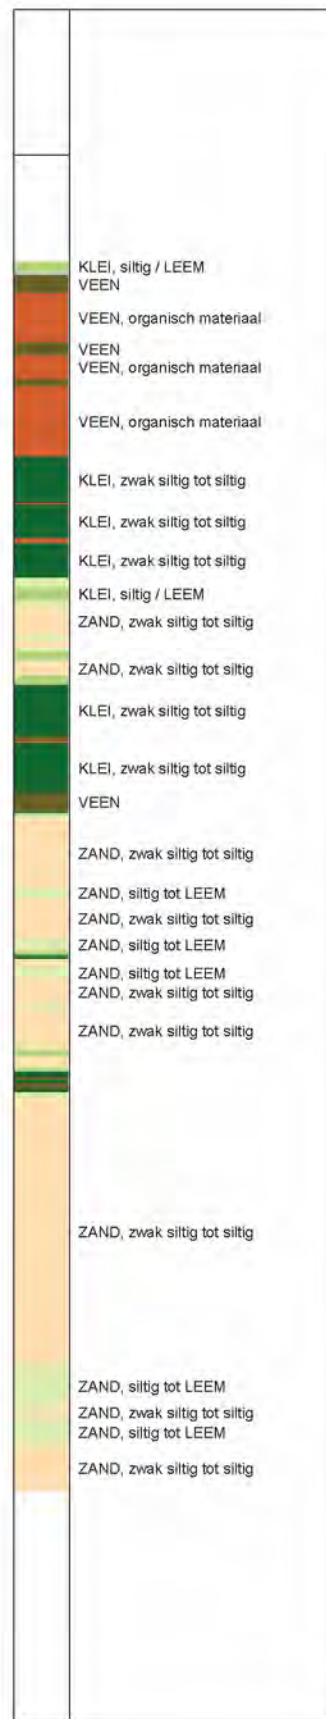 KLEI, siltig / LEEM
VEEN
VEEN, organisch materiaal
VEEN
VEEN, organisch materiaal
VEEN, organisch materiaal
KLEI, zwak siltig tot siltig
KLEI, zwak siltig tot siltig
KLEI, zwak siltig tot siltig
KLEI, siltig / LEEM
ZAND, zwak siltig tot siltig
ZAND, zwak siltig tot siltig
KLEI, zwak siltig tot siltig
KLEI, zwak siltig tot siltig
VEEN
ZAND, zwak siltig tot siltig
ZAND, siltig tot LEEM
ZAND, zwak siltig tot siltig
ZAND, siltig tot LEEM
ZAND, siltig tot LEEM
ZAND, zwak siltig tot siltig
ZAND, zwak siltig tot siltig
ZAND, zwak siltig tot siltig
ZAND, siltig tot LEEM
ZAND, zwak siltig tot siltig
ZAND, siltig tot LEEM
ZAND, zwak siltig tot siltig